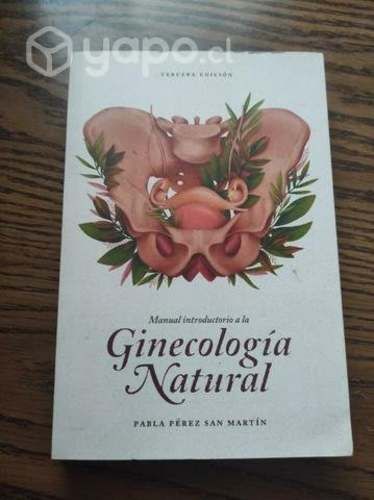 yapo.cl
TERCERA EDICIÓN
Manual introductorio a la
Ginecología
Natural
PABLA PÉREZ SAN MARTÍN